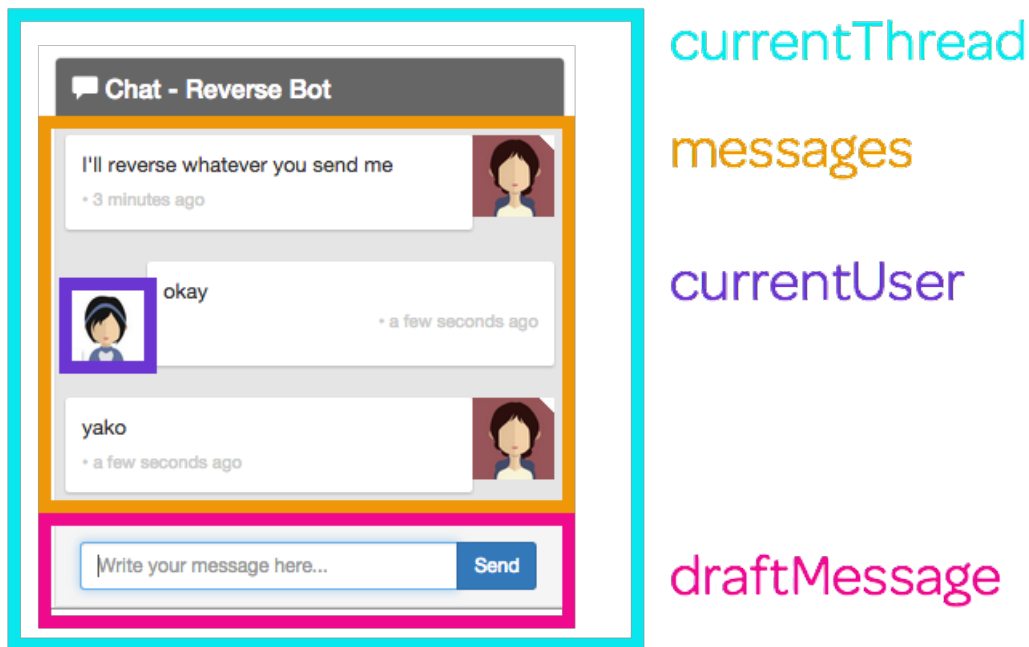 currentThread
Chat - Reverse Bot
messages
I'll reverse whatever you send me
• 3 minutes ago
currentUser
okay
• a few seconds ago
yako
• a few seconds ago
draftMessage
Write your message here...
Send